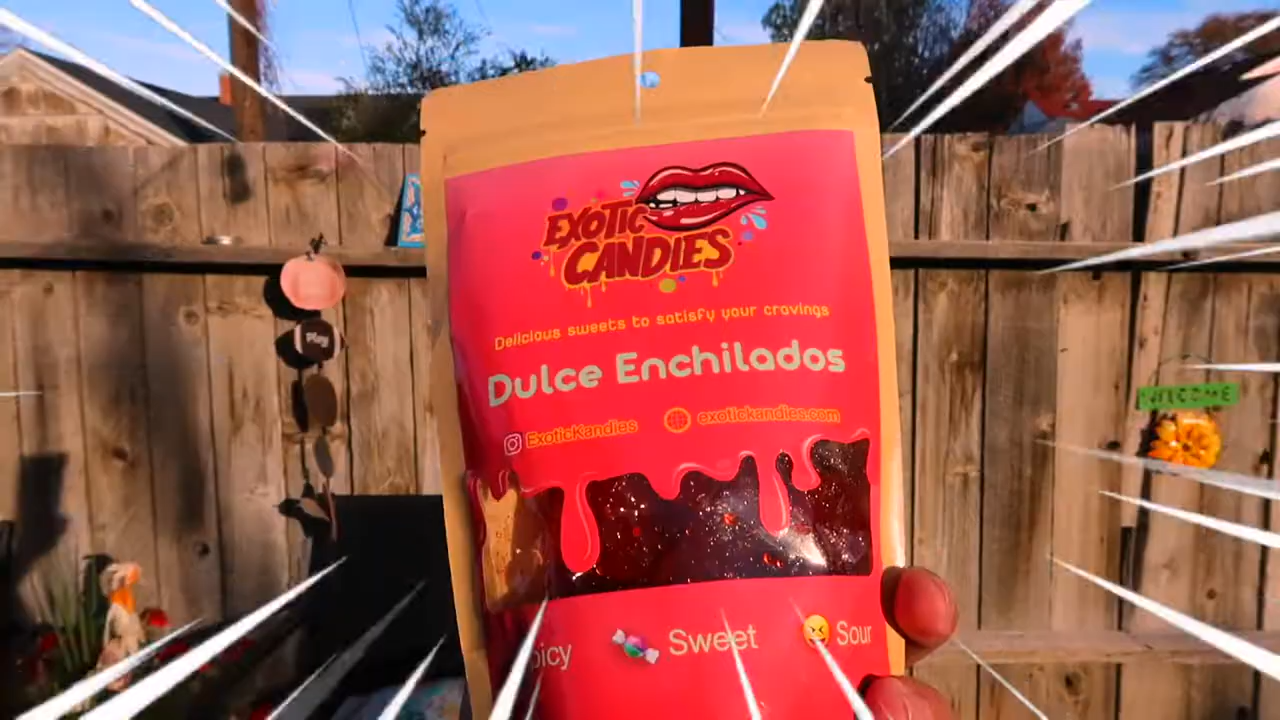 EXOTIC
CANDIES
Delicious sweets to satisfy your cravings
Dulce Enchilados
ExoticKandies exotickandies.com
Sweet Sour
Play
WELCOME